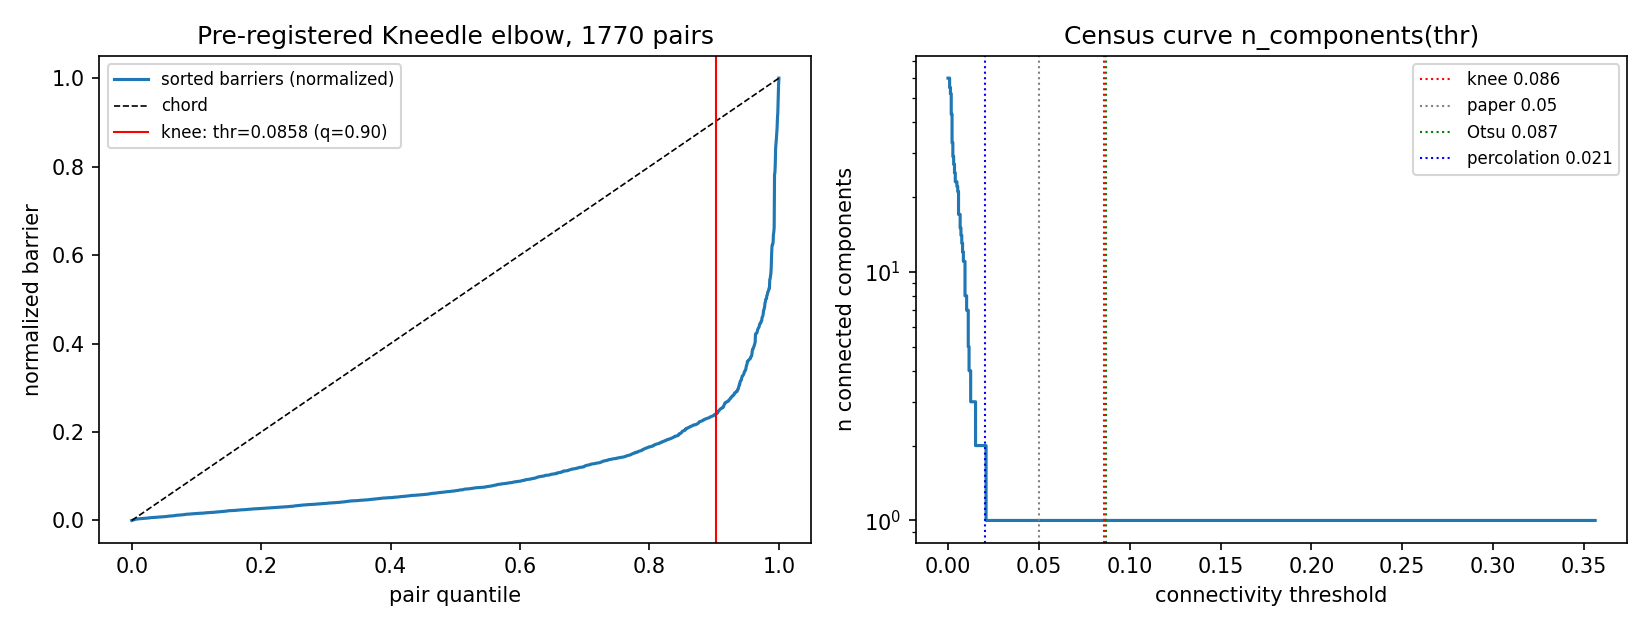 Pre-registered Kneedle elbow, 1770 pairs
sorted barriers (normalized)
chord
knee: thr=0.0858 (q=0.90)
normalized barrier
1.0
0.8
0.6
0.4
0.2
0.0
0.0 0.2 0.4 0.6 0.8 1.0
pair quantile
Census curve n_components(thr)
knee 0.086
paper 0.05
Otsu 0.087
percolation 0.021
n connected components
10¹
10⁰
0.00 0.05 0.10 0.15 0.20 0.25 0.30 0.35
connectivity threshold